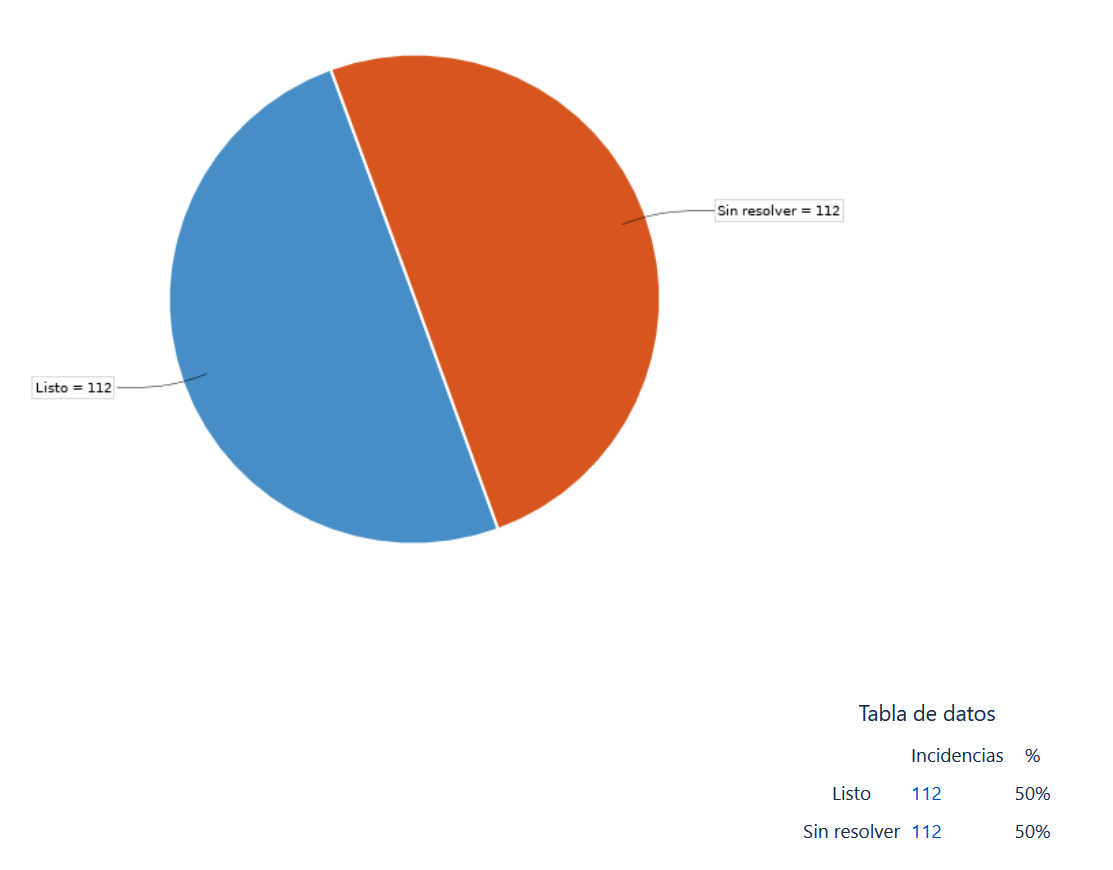 Sin resolver = 112
Listo = 112
Tabla de datos
Incidencias %
Listo 112 50%
Sin resolver 112 50%